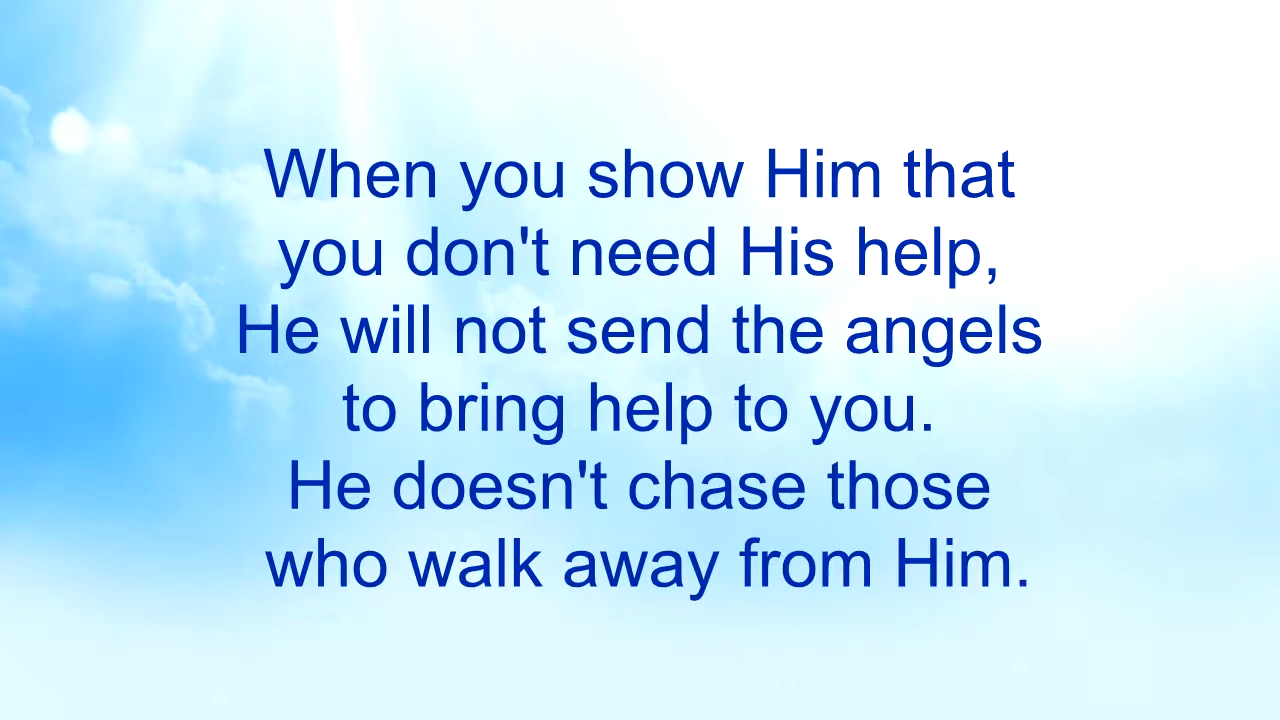 When you show Him that
you don't need His help,
He will not send the angels
to bring help to you.
He doesn't chase those
who walk away from Him.